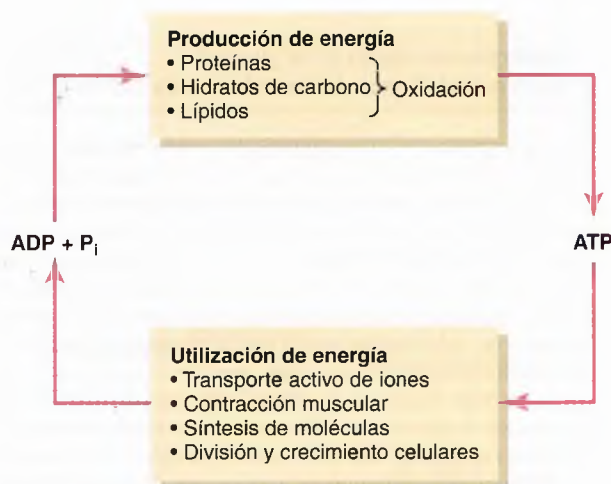 Producción de energía
• Proteínas
• Hidratos de carbono
• Lípidos
Oxidación
ADP + Pi
ATP
Utilización de energía
• Transporte activo de iones
• Contracción muscular
• Síntesis de moléculas
• División y crecimiento celulares